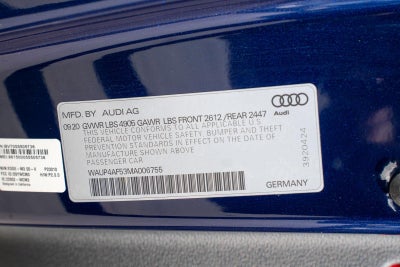 MFD. BY AUDI AG
09/20 GVWR LBS 4905 GAWR LBS FRONT 2612 /REAR 2447
THIS VEHICLE CONFORMS TO ALL APPLICABLE U.S
FEDERAL MOTOR VEHICLE SAFETY, BUMPER AND THEFT
PREVENTION STANDARDS IN EFFECT ON THE DATE OF
MANUFACTURE SHOWN ABOVE
PASSENGER CAR
WAUP4AF53MA006755
GERMANY
Audi
3920424